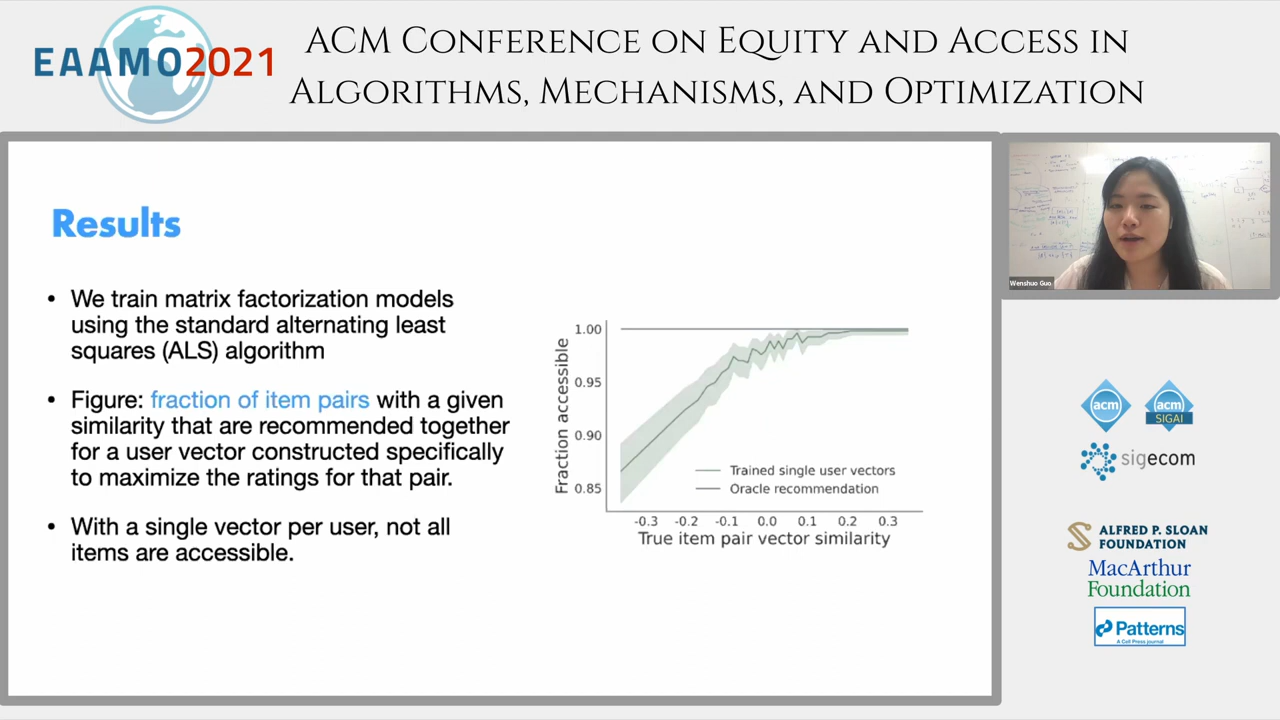 EAAMO2021
ACM Conference on Equity and Access in
Algorithms, Mechanisms, and Optimization
Results
• We train matrix factorization models
using the standard alternating least
squares (ALS) algorithm
• Figure: fraction of item pairs with a given
similarity that are recommended together
for a user vector constructed specifically
to maximize the ratings for that pair.
• With a single vector per user, not all
items are accessible.
Fraction accessible
1.00
0.95
0.90
0.85
Trained single user vectors
Oracle recommendation
-0.3 -0.2 -0.1 0.0 0.1 0.2 0.3
True item pair vector similarity
Wenshuo Guo
acm
acm
SIGAI
sigecom
ALFRED P. SLOAN
FOUNDATION
MacArthur
Foundation
Patterns
A Cell Press journal